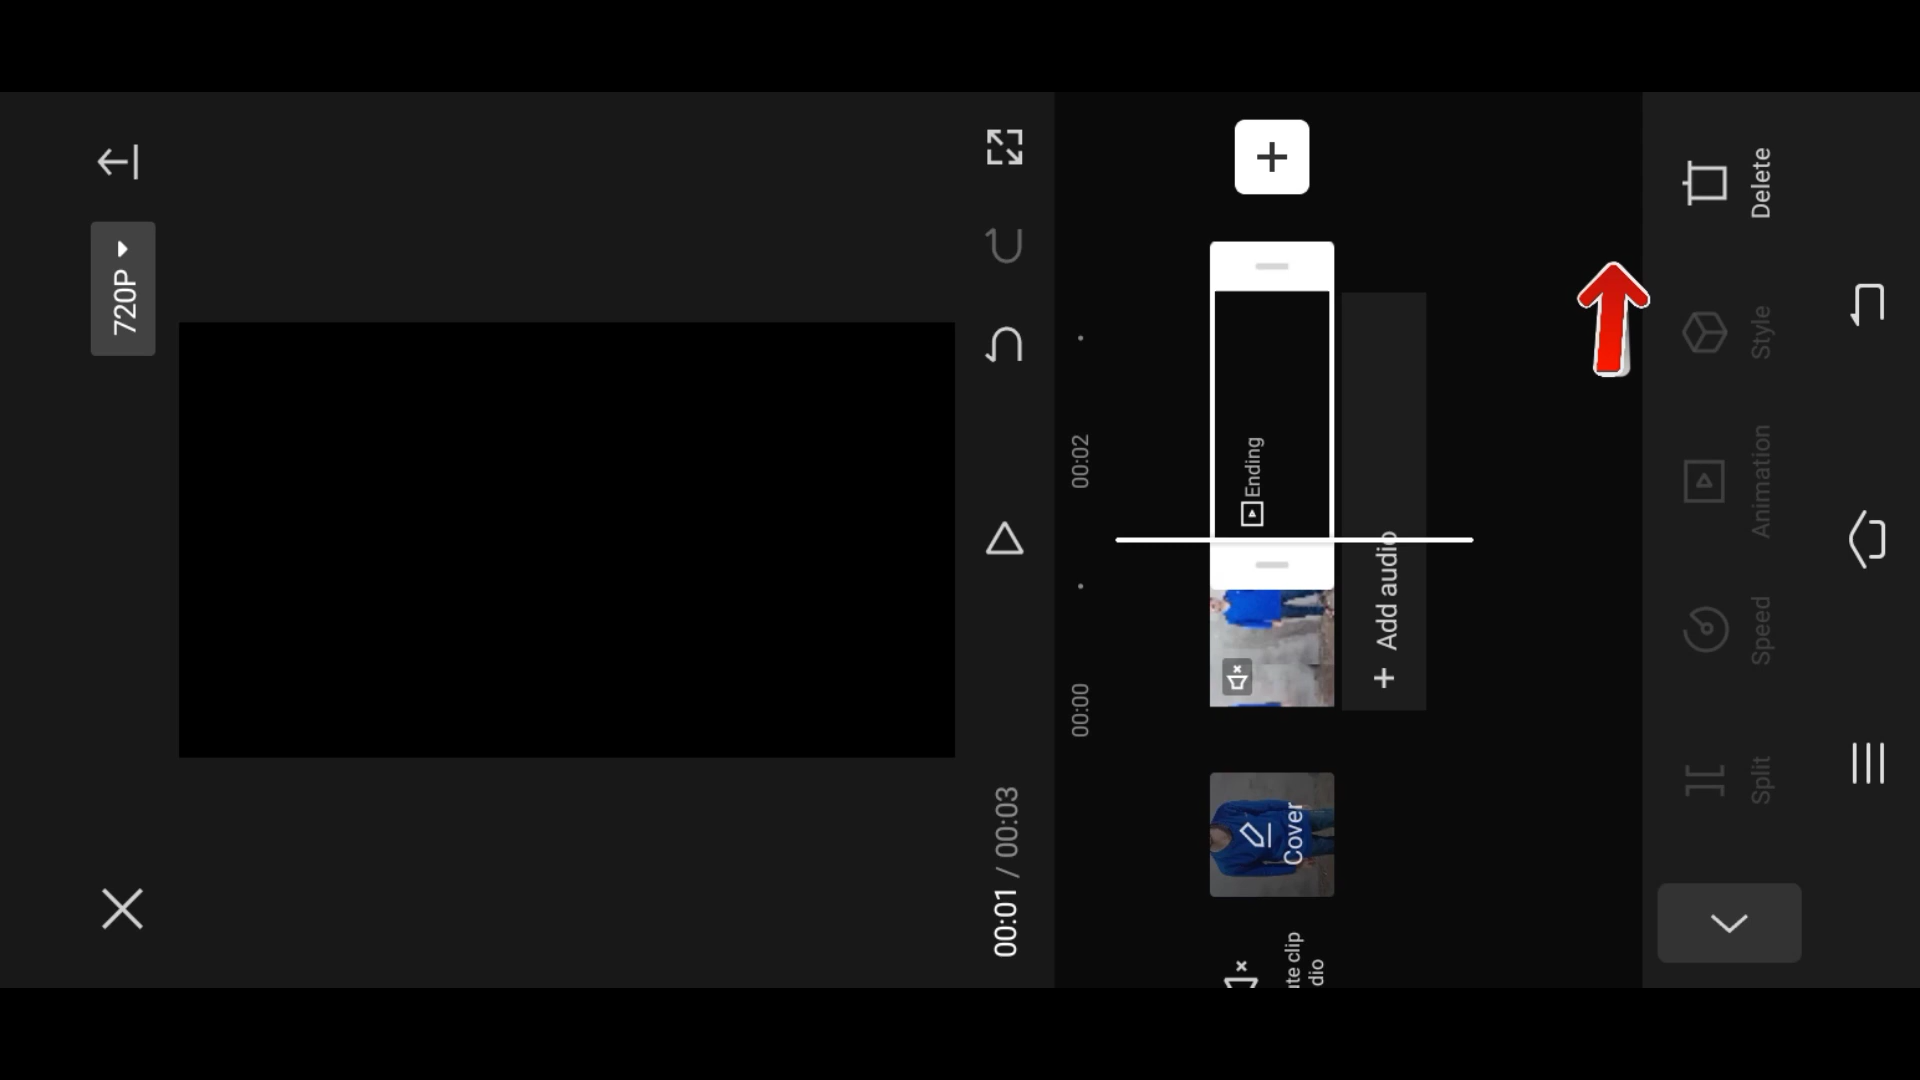 720P
00:01 / 00:03
00:00
00:02
Cover
Ending
+ Add audio
Split
Speed
Animation
Style
Delete